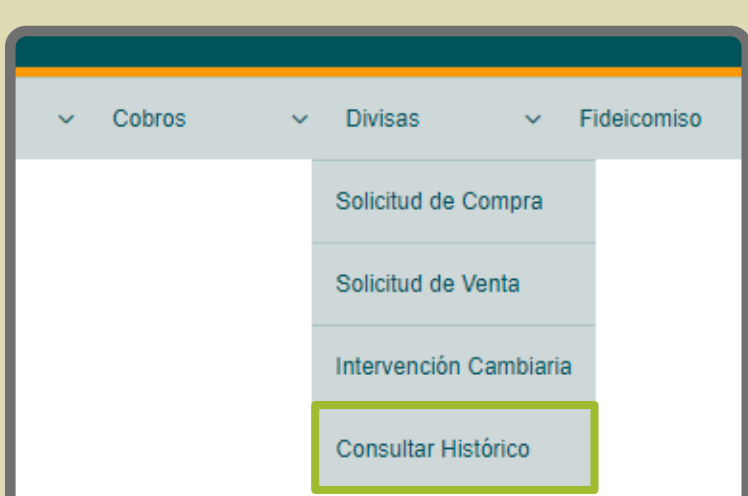 Cobros Divisas Fideicomiso
Solicitud de Compra
Solicitud de Venta
Intervención Cambiaria
Consultar Histórico